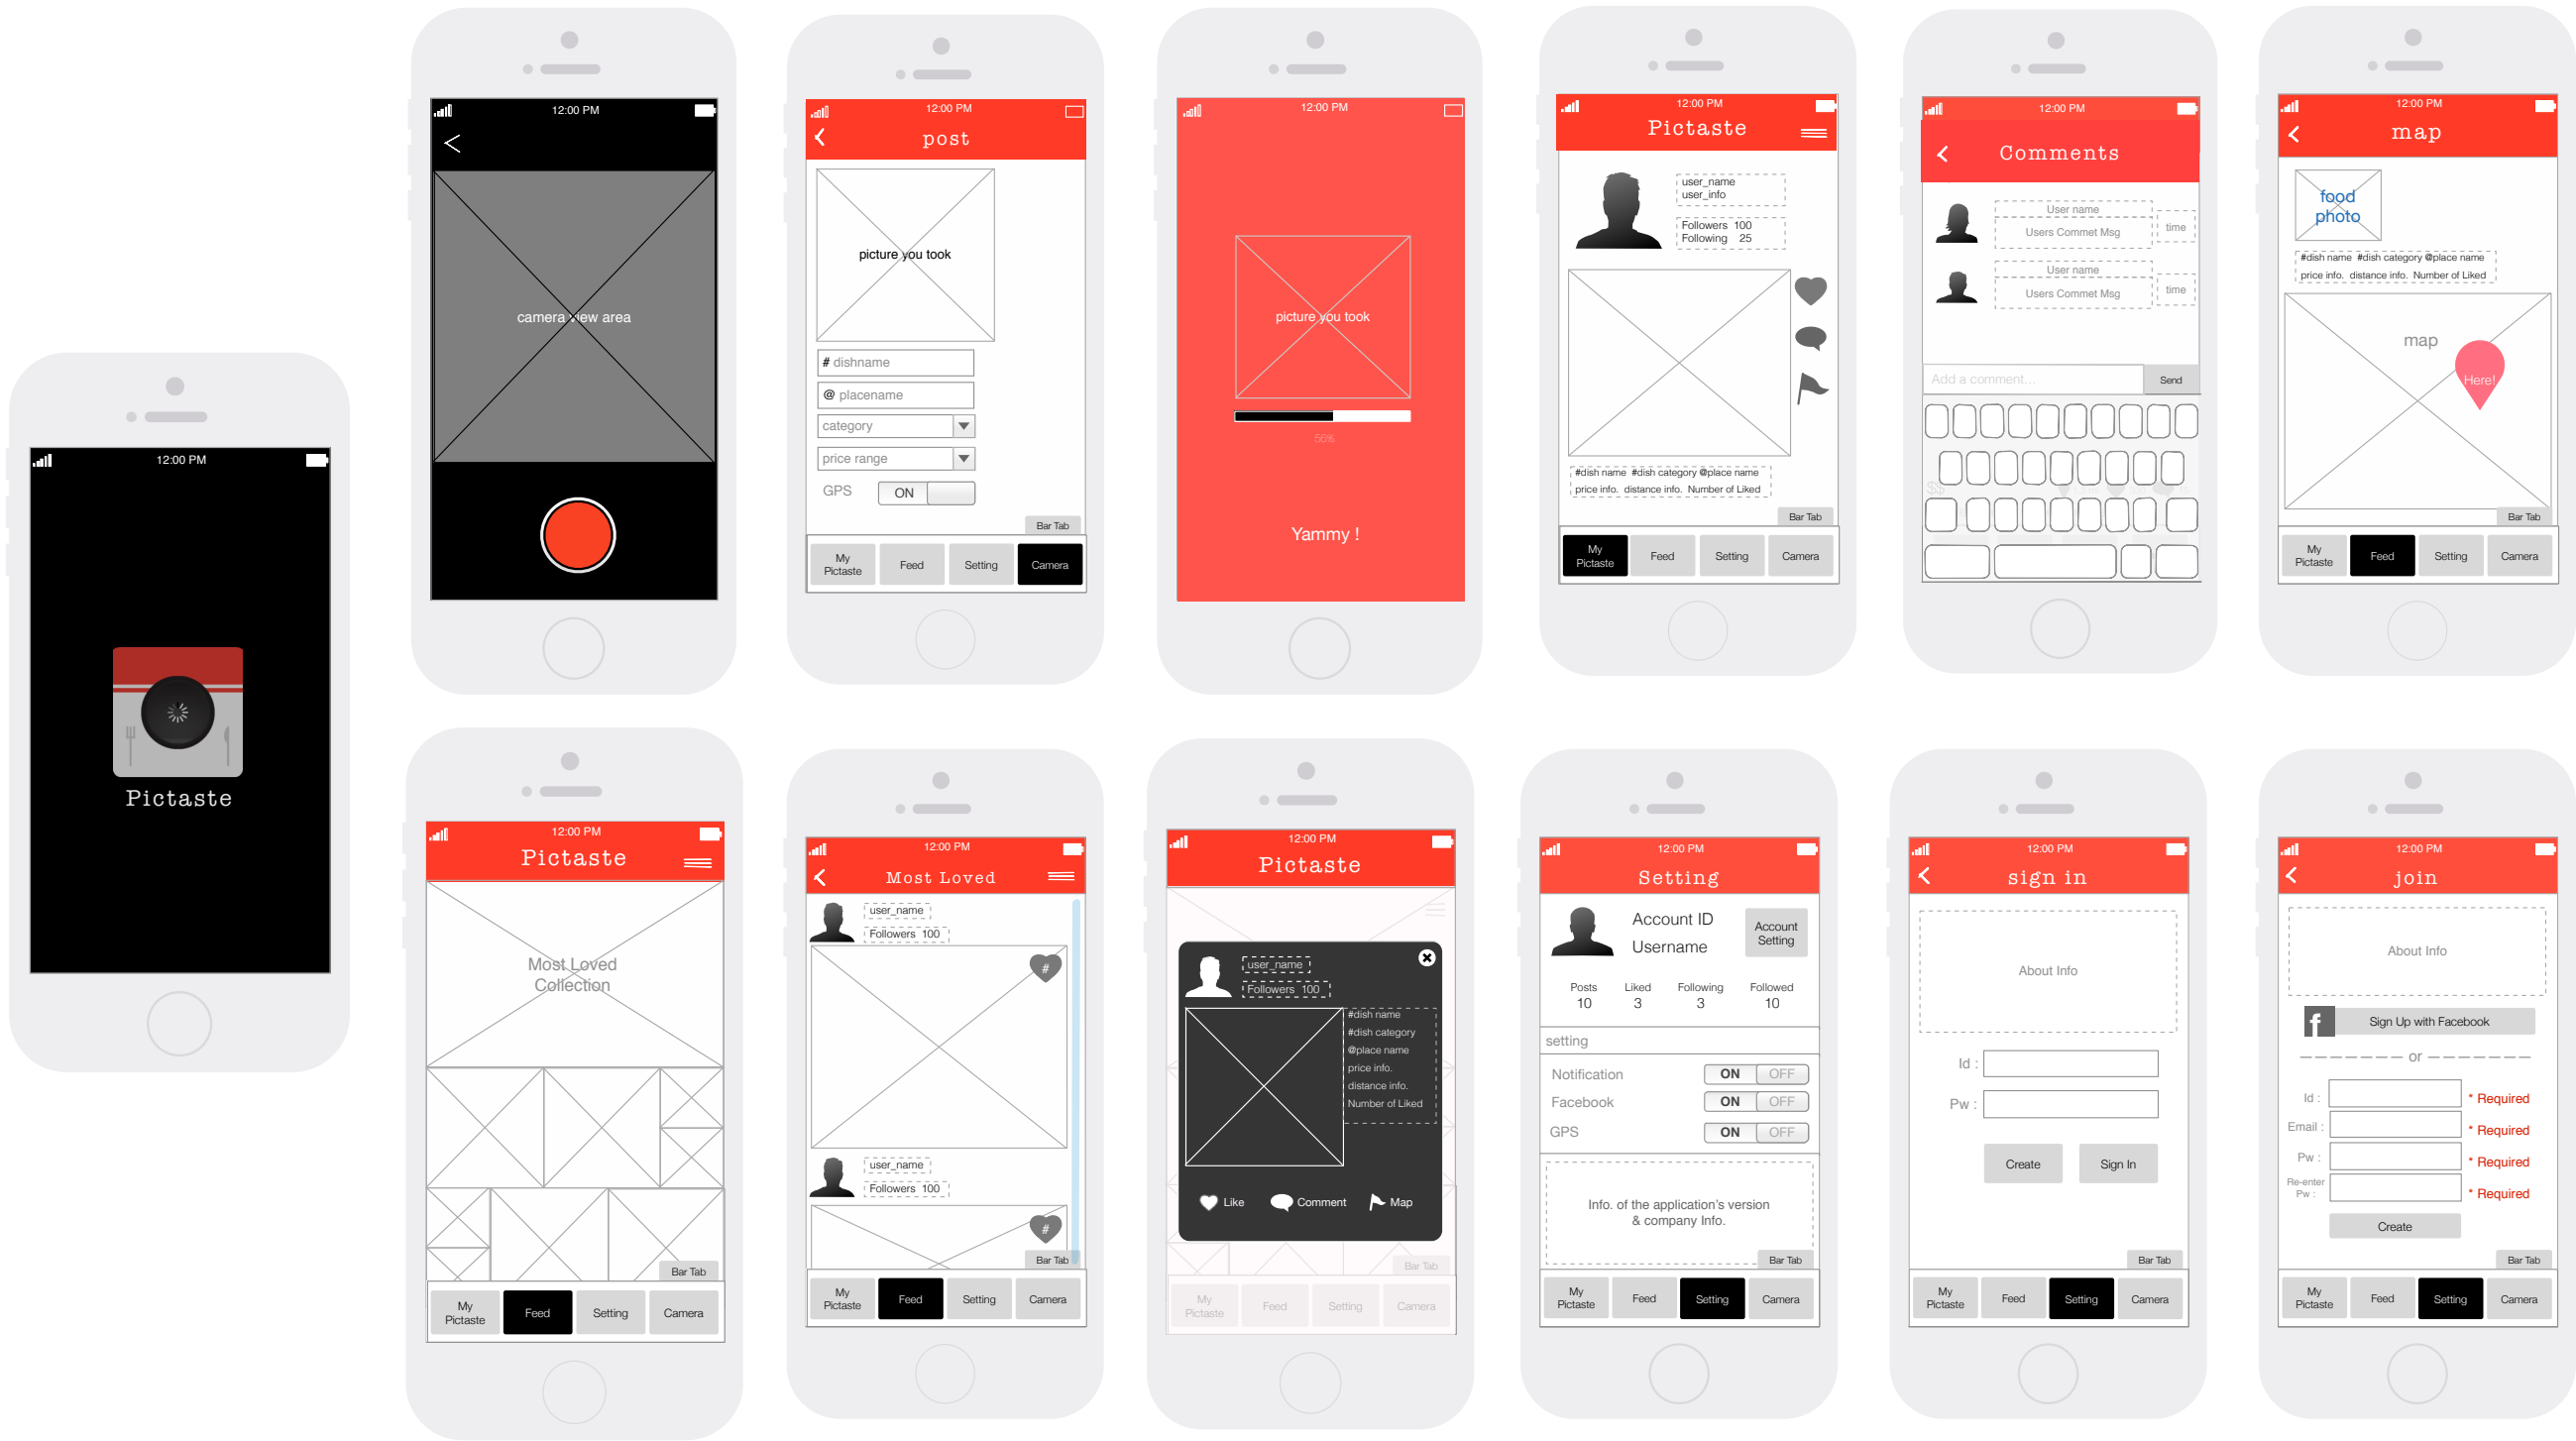 12:00 PM
Pictaste
12:00 PM
<
camera view area
12:00 PM
post
picture you took
# dishname
@ placename
category
price range
GPS ON
Bar Tab
My Pictaste Feed Setting Camera
12:00 PM
picture you took
56%
Yammy !
12:00 PM
Pictaste
user_name
user_info
Followers 100
Following 25
#dish name #dish category @place name
price info. distance info. Number of Liked
Bar Tab
My Pictaste Feed Setting Camera
12:00 PM
Comments
User name
Users Commet Msg time
User name
Users Commet Msg time
Add a comment... Send
$$
12:00 PM
map
food
photo
#dish name #dish category @place name
price info. distance info. Number of Liked
map
Here!
Bar Tab
My Pictaste Feed Setting Camera
12:00 PM
Pictaste
Most Loved
Collection
Bar Tab
My Pictaste Feed Setting Camera
12:00 PM
Most Loved
user_name
Followers 100
#
user_name
Followers 100
#
Bar Tab
My Pictaste Feed Setting Camera
12:00 PM
Pictaste
user_name
Followers 100
#dish name
#dish category
@place name
price info.
distance info.
Number of Liked
Like Comment Map
Bar Tab
My Pictaste Feed Setting Camera
12:00 PM
Setting
Account ID
Username
Account Setting
Posts Liked Following Followed
10 3 3 10
setting
Notification ON OFF
Facebook ON OFF
GPS ON OFF
Info. of the application's version
& company Info.
Bar Tab
My Pictaste Feed Setting Camera
12:00 PM
sign in
About Info
Id :
Pw :
Create Sign In
Bar Tab
My Pictaste Feed Setting Camera
12:00 PM
join
About Info
f Sign Up with Facebook
or
Id : * Required
Email : * Required
Pw : * Required
Re-enter Pw : * Required
Create
Bar Tab
My Pictaste Feed Setting Camera